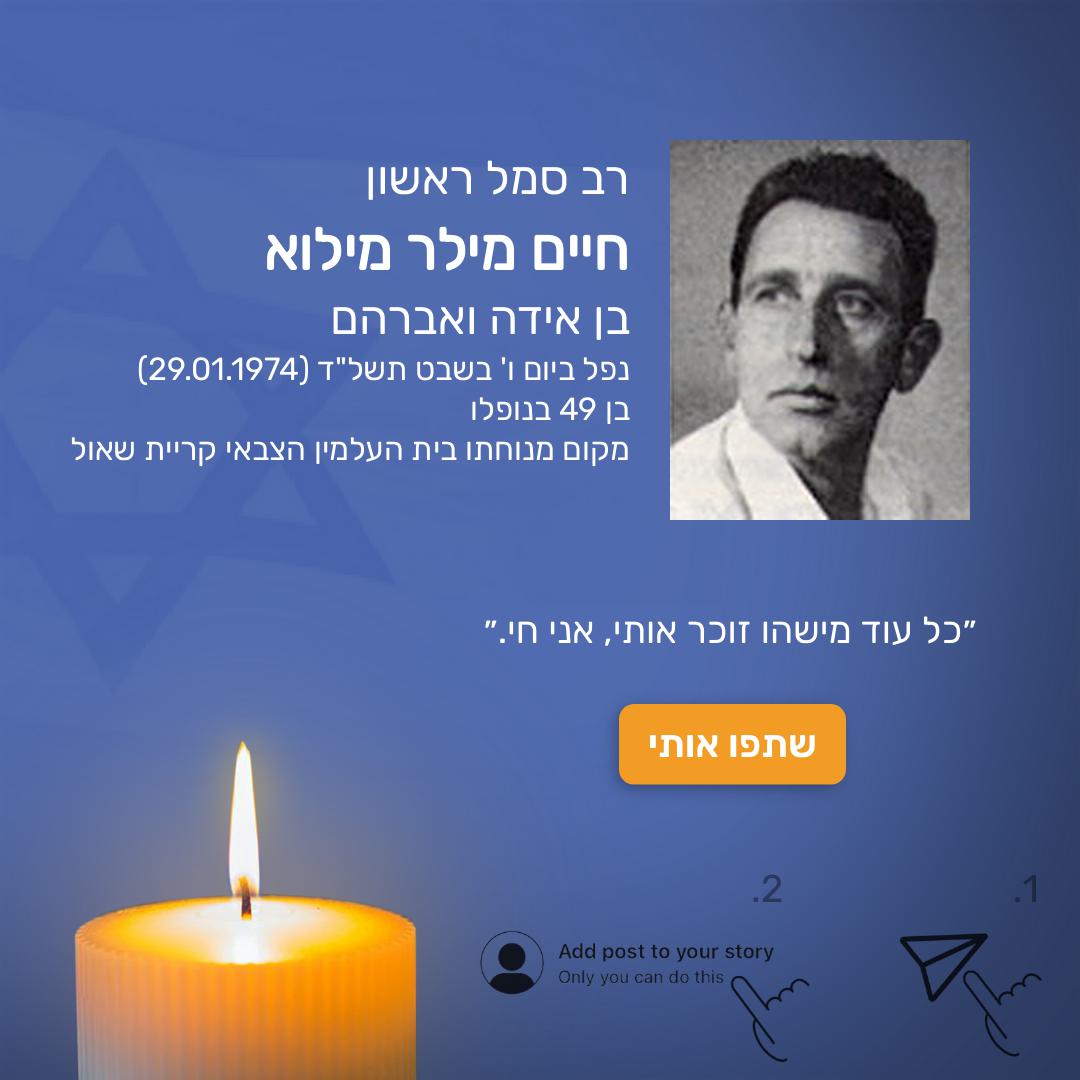 רב סמל ראשון
חיים מילר מילוא
בן אידה ואברהם
נפל ביום ו' בשבט תשל"ד (29.01.1974)
בן 49 בנופלו
מקום מנוחתו בית העלמין הצבאי קריית שאול
״כל עוד מישהו זוכר אותי, אני חי.״
שתפו אותי
1.
2.
Add post to your story
Only you can do this